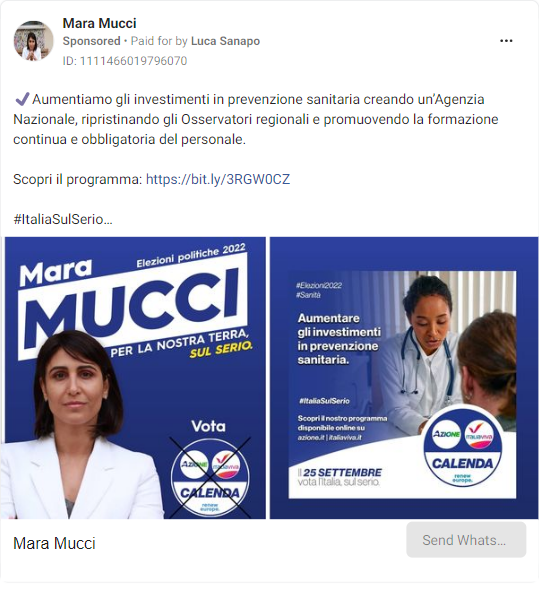 Mara Mucci
Sponsored • Paid for by Luca Sanapo
ID: 1111466019796070
Aumentiamo gli investimenti in prevenzione sanitaria creando un'Agenzia
Nazionale, ripristinando gli Osservatori regionali e promuovendo la formazione
continua e obbligatoria del personale.
Scopri il programma: https://bit.ly/3RGW0CZ
#ItaliaSulSerio...
Elezioni politiche 2022
Mara
MUCCI
PER LA NOSTRA TERRA,
SUL SERIO.
Vota
AZIONE
ITALIAVIVA
CALENDA
renew
europe.
#Elezioni2022
#Sanità
Aumentare
gli investimenti
in prevenzione
sanitaria.
#ItaliaSulSerio
Scopri il nostro programma
disponibile online su
azione.it | italiaviva.it
Il 25 SETTEMBRE
vota l'Italia, sul serio.
AZIONE
ITALIAVIVA
CALENDA
renew
europe.
Mara Mucci
Send Whats...